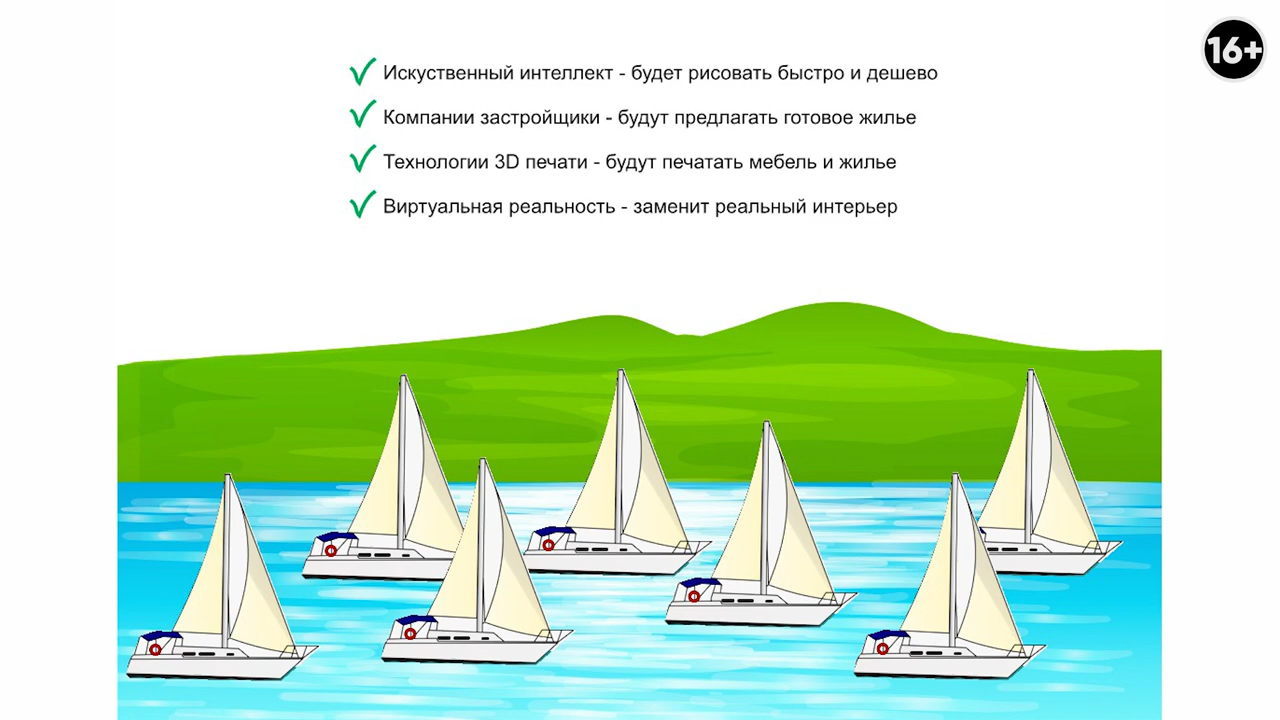 16+
Искуственный интеллект - будет рисовать быстро и дешево
Компании застройщики - будут предлагать готовое жилье
Технологии 3D печати - будут печатать мебель и жилье
Виртуальная реальность - заменит реальный интерьер